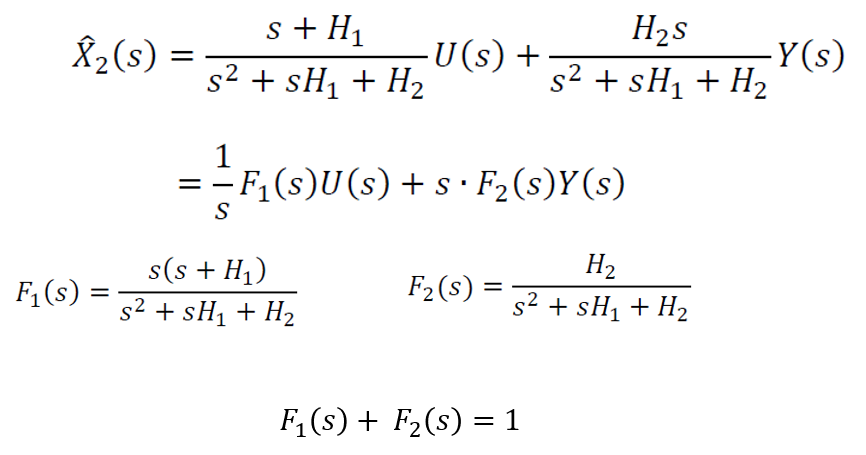 X̂₂(s) = (s + H₁)/(s² + sH₁ + H₂) U(s) + (H₂s)/(s² + sH₁ + H₂) Y(s)
= 1/s F₁(s)U(s) + s · F₂(s)Y(s)
F₁(s) = s(s + H₁)/(s² + sH₁ + H₂) F₂(s) = H₂/(s² + sH₁ + H₂)
F₁(s) + F₂(s) = 1